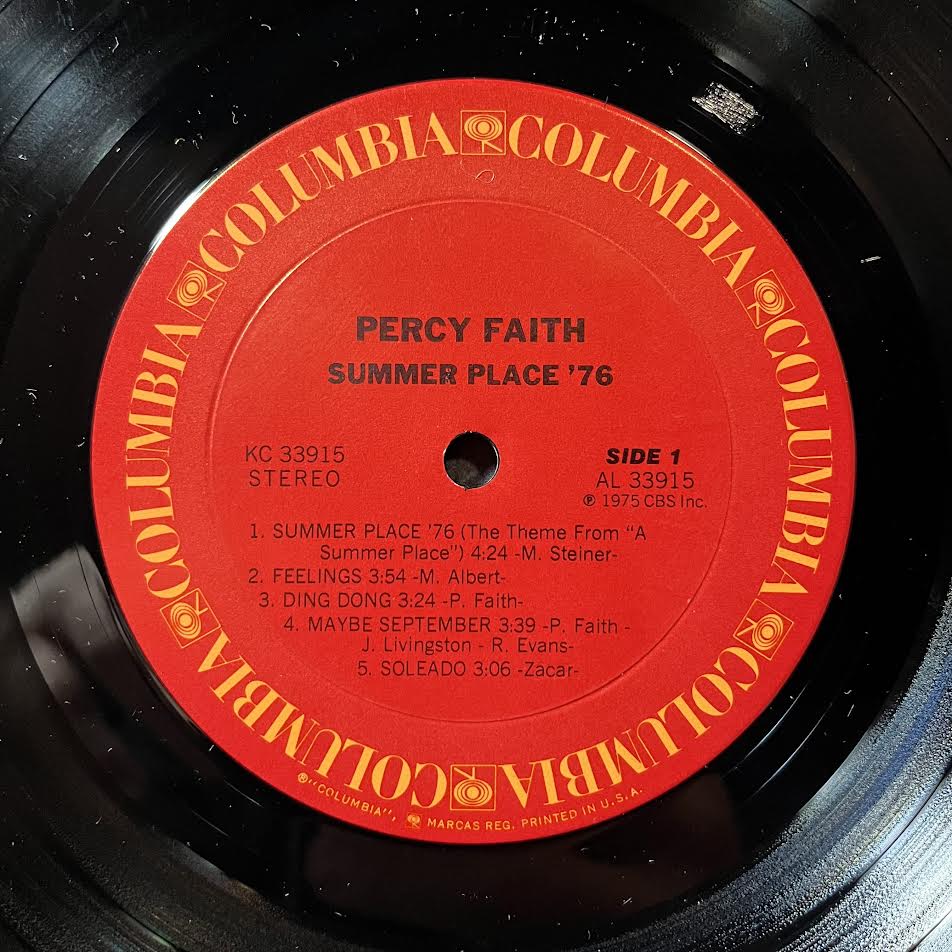 COLUMBIA COLUMBIA COLUMBIA COLUMBIA COLUMBIA COLUMBIA
PERCY FAITH
SUMMER PLACE '76
KC 33915
STEREO
SIDE 1
AL 33915
℗ 1975 CBS Inc.
1. SUMMER PLACE '76 (The Theme From "A
Summer Place") 4:24 -M. Steiner-
2. FEELINGS 3:54 -M. Albert-
3. DING DONG 3:24 -P. Faith-
4. MAYBE SEPTEMBER 3:39 -P. Faith -
J. Livingston - R. Evans-
5. SOLEADO 3:06 -Zacar-
®"COLUMBIA", MARCAS REG. PRINTED IN U.S.A.